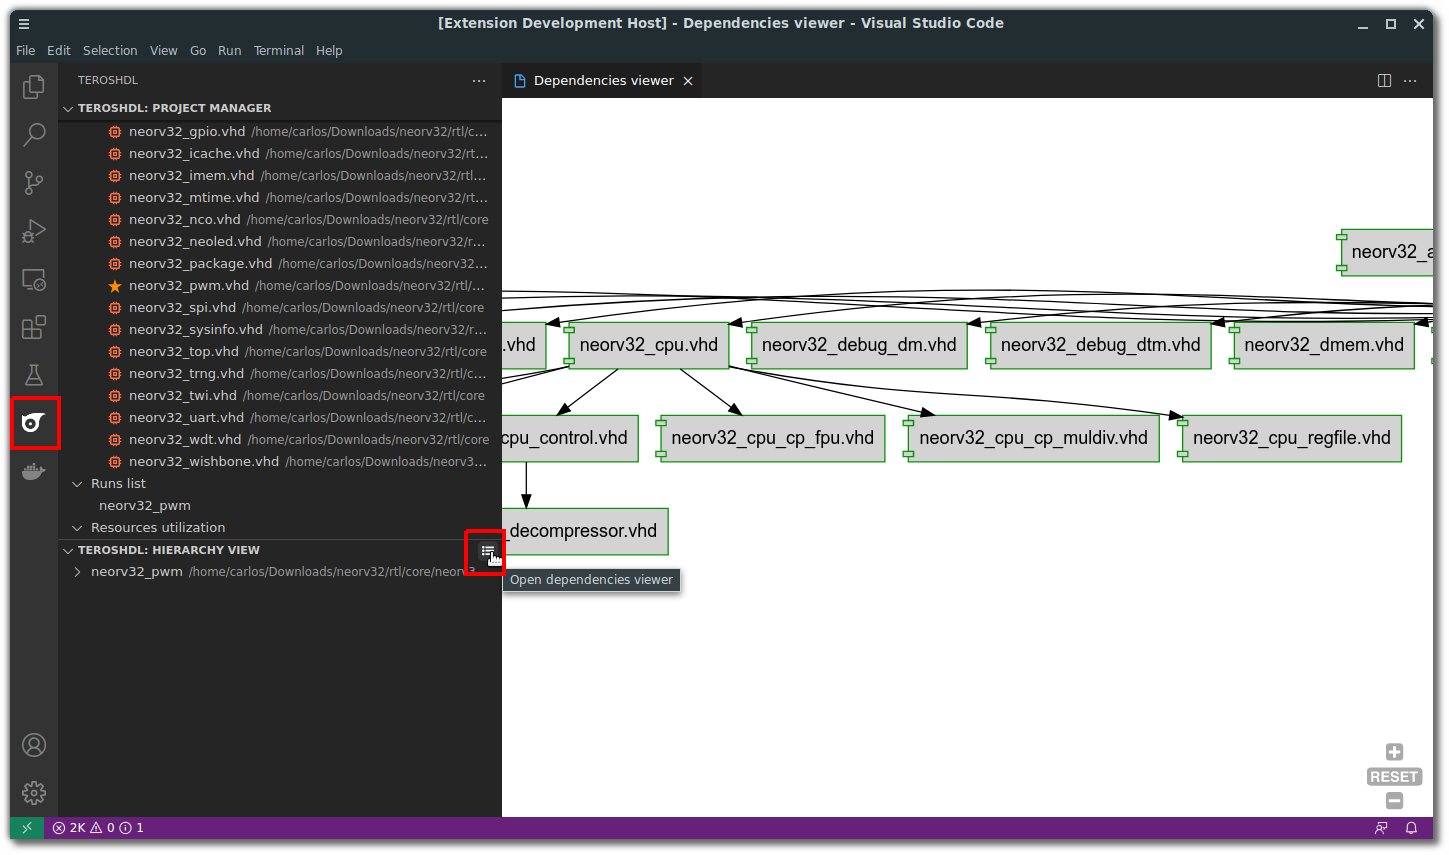 [Extension Development Host] - Dependencies viewer - Visual Studio Code
File Edit Selection View Go Run Terminal Help
TEROSHDL
Dependencies viewer
TEROSHDL: PROJECT MANAGER
neorv32_gpio.vhd /home/carlos/Downloads/neorv32/rtl/c...
neorv32_icache.vhd /home/carlos/Downloads/neorv32/rt...
neorv32_imem.vhd /home/carlos/Downloads/neorv32/rtl...
neorv32_mtime.vhd /home/carlos/Downloads/neorv32/rt...
neorv32_nco.vhd /home/carlos/Downloads/neorv32/rtl/core
neorv32_neoled.vhd /home/carlos/Downloads/neorv32/r...
neorv32_package.vhd /home/carlos/Downloads/neorv32...
neorv32_pwm.vhd /home/carlos/Downloads/neorv32/rtl/...
neorv32_spi.vhd /home/carlos/Downloads/neorv32/rtl/core
neorv32_sysinfo.vhd /home/carlos/Downloads/neorv32/r...
neorv32_top.vhd /home/carlos/Downloads/neorv32/rtl/core
neorv32_trng.vhd /home/carlos/Downloads/neorv32/rtl/c...
neorv32_twi.vhd /home/carlos/Downloads/neorv32/rtl/core
neorv32_uart.vhd /home/carlos/Downloads/neorv32/rtl/c...
neorv32_wdt.vhd /home/carlos/Downloads/neorv32/rtl/core
neorv32_wishbone.vhd /home/carlos/Downloads/neorv3...
Runs list
neorv32_pwm
Resources utilization
TEROSHDL: HIERARCHY VIEW
neorv32_pwm /home/carlos/Downloads/neorv32/rtl/core/neorv3...
Open dependencies viewer
neorv32_a
.vhd neorv32_cpu.vhd neorv32_debug_dm.vhd neorv32_debug_dtm.vhd neorv32_dmem.vhd
cpu_control.vhd neorv32_cpu_cp_fpu.vhd neorv32_cpu_cp_muldiv.vhd neorv32_cpu_regfile.vhd
_decompressor.vhd
RESET
2K 0 1